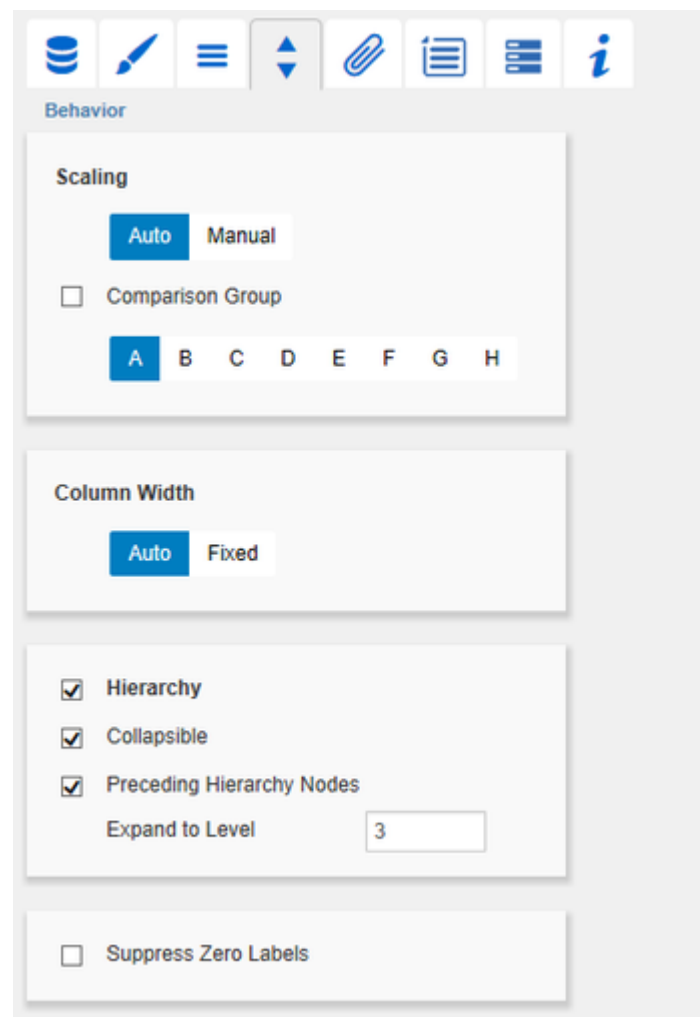 Behavior
Scaling
Auto Manual
Comparison Group
A B C D E F G H
Column Width
Auto Fixed
Hierarchy
Collapsible
Preceding Hierarchy Nodes
Expand to Level 3
Suppress Zero Labels